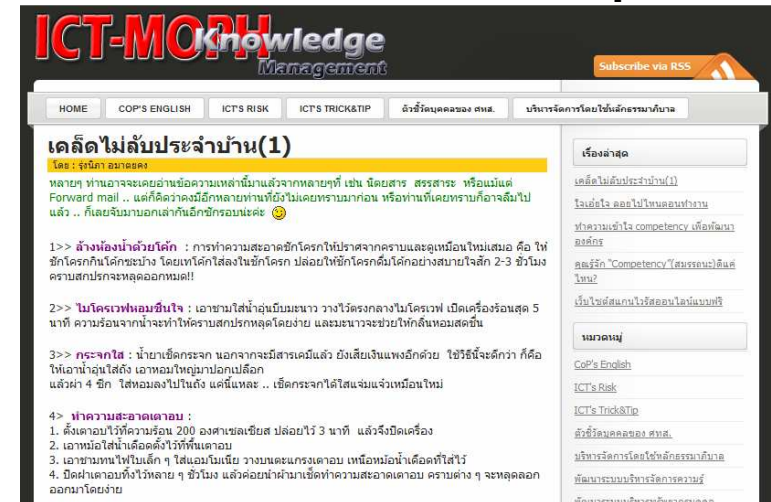 ICT-MOPH Knowledge
Management
Subscribe via RSS
HOME COP'S ENGLISH ICT'S RISK ICT'S TRICK&TIP ตัวชี้วัดบุคคลของ ศทส. บริหารจัดการโดยใช้หลักธรรมาภิบาล
เคล็ดไม่ลับประจำบ้าน(1)
โดย : รุ่งนิภา อมาตยคง
หลายๆ ท่านอาจจะเคยอ่านข้อความเหล่านี้มาแล้วจากหลายๆที่ เช่น นิตยสาร สรรสาระ หรือแม้แต่
Forward mail .. แต่ก็คิดว่าคงมีอีกหลายท่านที่ยังไม่เคยทราบมาก่อน หรือท่านที่เคยทราบก็อาจลืมไป
แล้ว .. ก็เลยจับมาบอกเล่ากันอีกซักรอบน่ะค่ะ
1>> ล้างห้องน้ำด้วยโค้ก : การทำความสะอาดชักโครกให้ปราศจากคราบและดูเหมือนใหม่เสมอ คือ ให้
ชักโครกกินโค้กซะบ้าง โดยเทโค้กใส่ลงในชักโครก ปล่อยให้ชักโครกดื่มโค้กอย่างสบายใจสัก 2-3 ชั่วโมง
คราบสกปรกจะหลุดออกหมด!!
2>> ไมโครเวฟหอมชื่นใจ : เอาชามใส่น้ำอุ่นบีบมะนาว วางไว้ตรงกลางไมโครเวฟ เปิดเครื่องร้อนสุด 5
นาที ความร้อนจากน้ำจะทำให้คราบสกปรกหลุดโดยง่าย และมะนาวจะช่วยให้กลิ่นหอมสดชื่น
3>> กระจกใส : น้ำยาเช็ดกระจก นอกจากจะมีสารเคมีแล้ว ยังเสียเงินแพงอีกด้วย ใช้วิธีนี้จะดีกว่า ก็คือ
ให้เอาน้ำอุ่นใส่ถัง เอาหอมใหญ่มาปอกเปลือก
แล้วผ่า 4 ซีก ใส่หอมลงไปในถัง แค่นี้แหละ .. เช็ดกระจกได้ใสแจ่มแจ๋วเหมือนใหม่
4> ทำความสะอาดเตาอบ :
1. ตั้งเตาอบไว้ที่ความร้อน 200 องศาเซลเซียส ปล่อยไว้ 3 นาที แล้วจึงปิดเครื่อง
2. เอาหม้อใส่น้ำเดือดตั้งไว้ที่พื้นเตาอบ
3. เอาชามทนไฟใบเล็ก ๆ ใส่แอมโมเนีย วางบนตะแกรงเตาอบ เหนือหม้อน้ำเดือดที่ใส่ไว้
4. ปิดฝาเตาอบทิ้งไว้หลาย ๆ ชั่วโมง แล้วค่อยนำผ้ามาเช็ดทำความสะอาดเตาอบ คราบต่าง ๆ จะหลุดลอก
ออกมาโดยง่าย
เรื่องล่าสุด
เคล็ดไม่ลับประจำบ้าน(1)
ใจเอ๋ยใจ ลอยไปไหนตอนทำงาน
ทำความเข้าใจ competency เพื่อพัฒนา
องค์กร
คุณรู้จัก "Competency"(สมรรถนะ)ดีแค่
ไหน?
เว็บไซต์สแกนไวรัสออนไลน์แบบฟรี
หมวดหมู่
CoP's English
ICT's Risk
ICT's Trick&Tip
ตัวชี้วัดบุคคลของ ศทส.
บริหารจัดการโดยใช้หลักธรรมาภิบาล
พัฒนาระบบบริหารจัดการความรู้
พัฒนาระบบบริหารทรัพยากรบุคคล